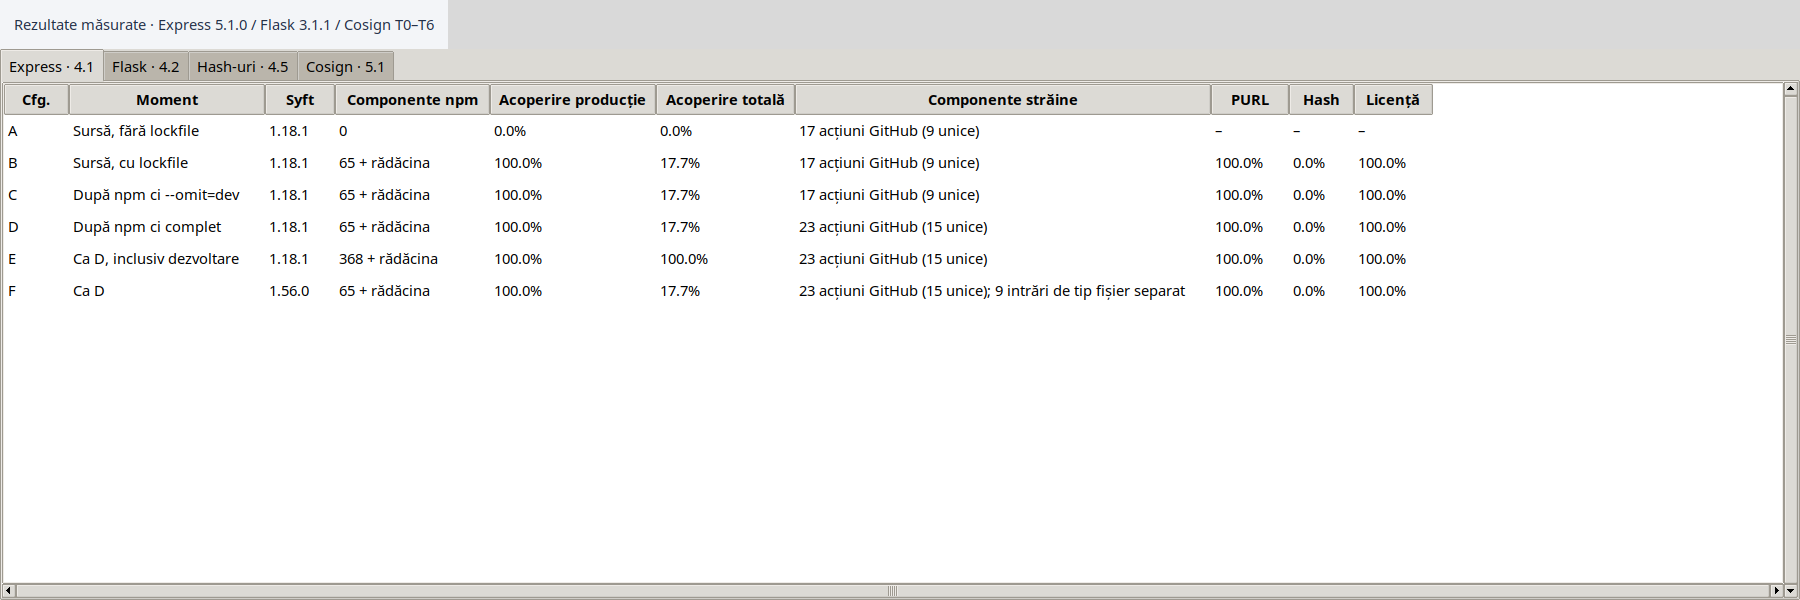 Rezultate măsurate · Express 5.1.0 / Flask 3.1.1 / Cosign T0–T6
Express · 4.1 Flask · 4.2 Hash-uri · 4.5 Cosign · 5.1
Cfg. Moment Syft Componente npm Acoperire producție Acoperire totală Componente străine PURL Hash Licență
A Sursă, fără lockfile 1.18.1 0 0.0% 0.0% 17 acțiuni GitHub (9 unice) – – –
B Sursă, cu lockfile 1.18.1 65 + rădăcina 100.0% 17.7% 17 acțiuni GitHub (9 unice) 100.0% 0.0% 100.0%
C După npm ci --omit=dev 1.18.1 65 + rădăcina 100.0% 17.7% 17 acțiuni GitHub (9 unice) 100.0% 0.0% 100.0%
D După npm ci complet 1.18.1 65 + rădăcina 100.0% 17.7% 23 acțiuni GitHub (15 unice) 100.0% 0.0% 100.0%
E Ca D, inclusiv dezvoltare 1.18.1 368 + rădăcina 100.0% 100.0% 23 acțiuni GitHub (15 unice) 100.0% 0.0% 100.0%
F Ca D 1.56.0 65 + rădăcina 100.0% 17.7% 23 acțiuni GitHub (15 unice); 9 intrări de tip fișier separat 100.0% 0.0% 100.0%